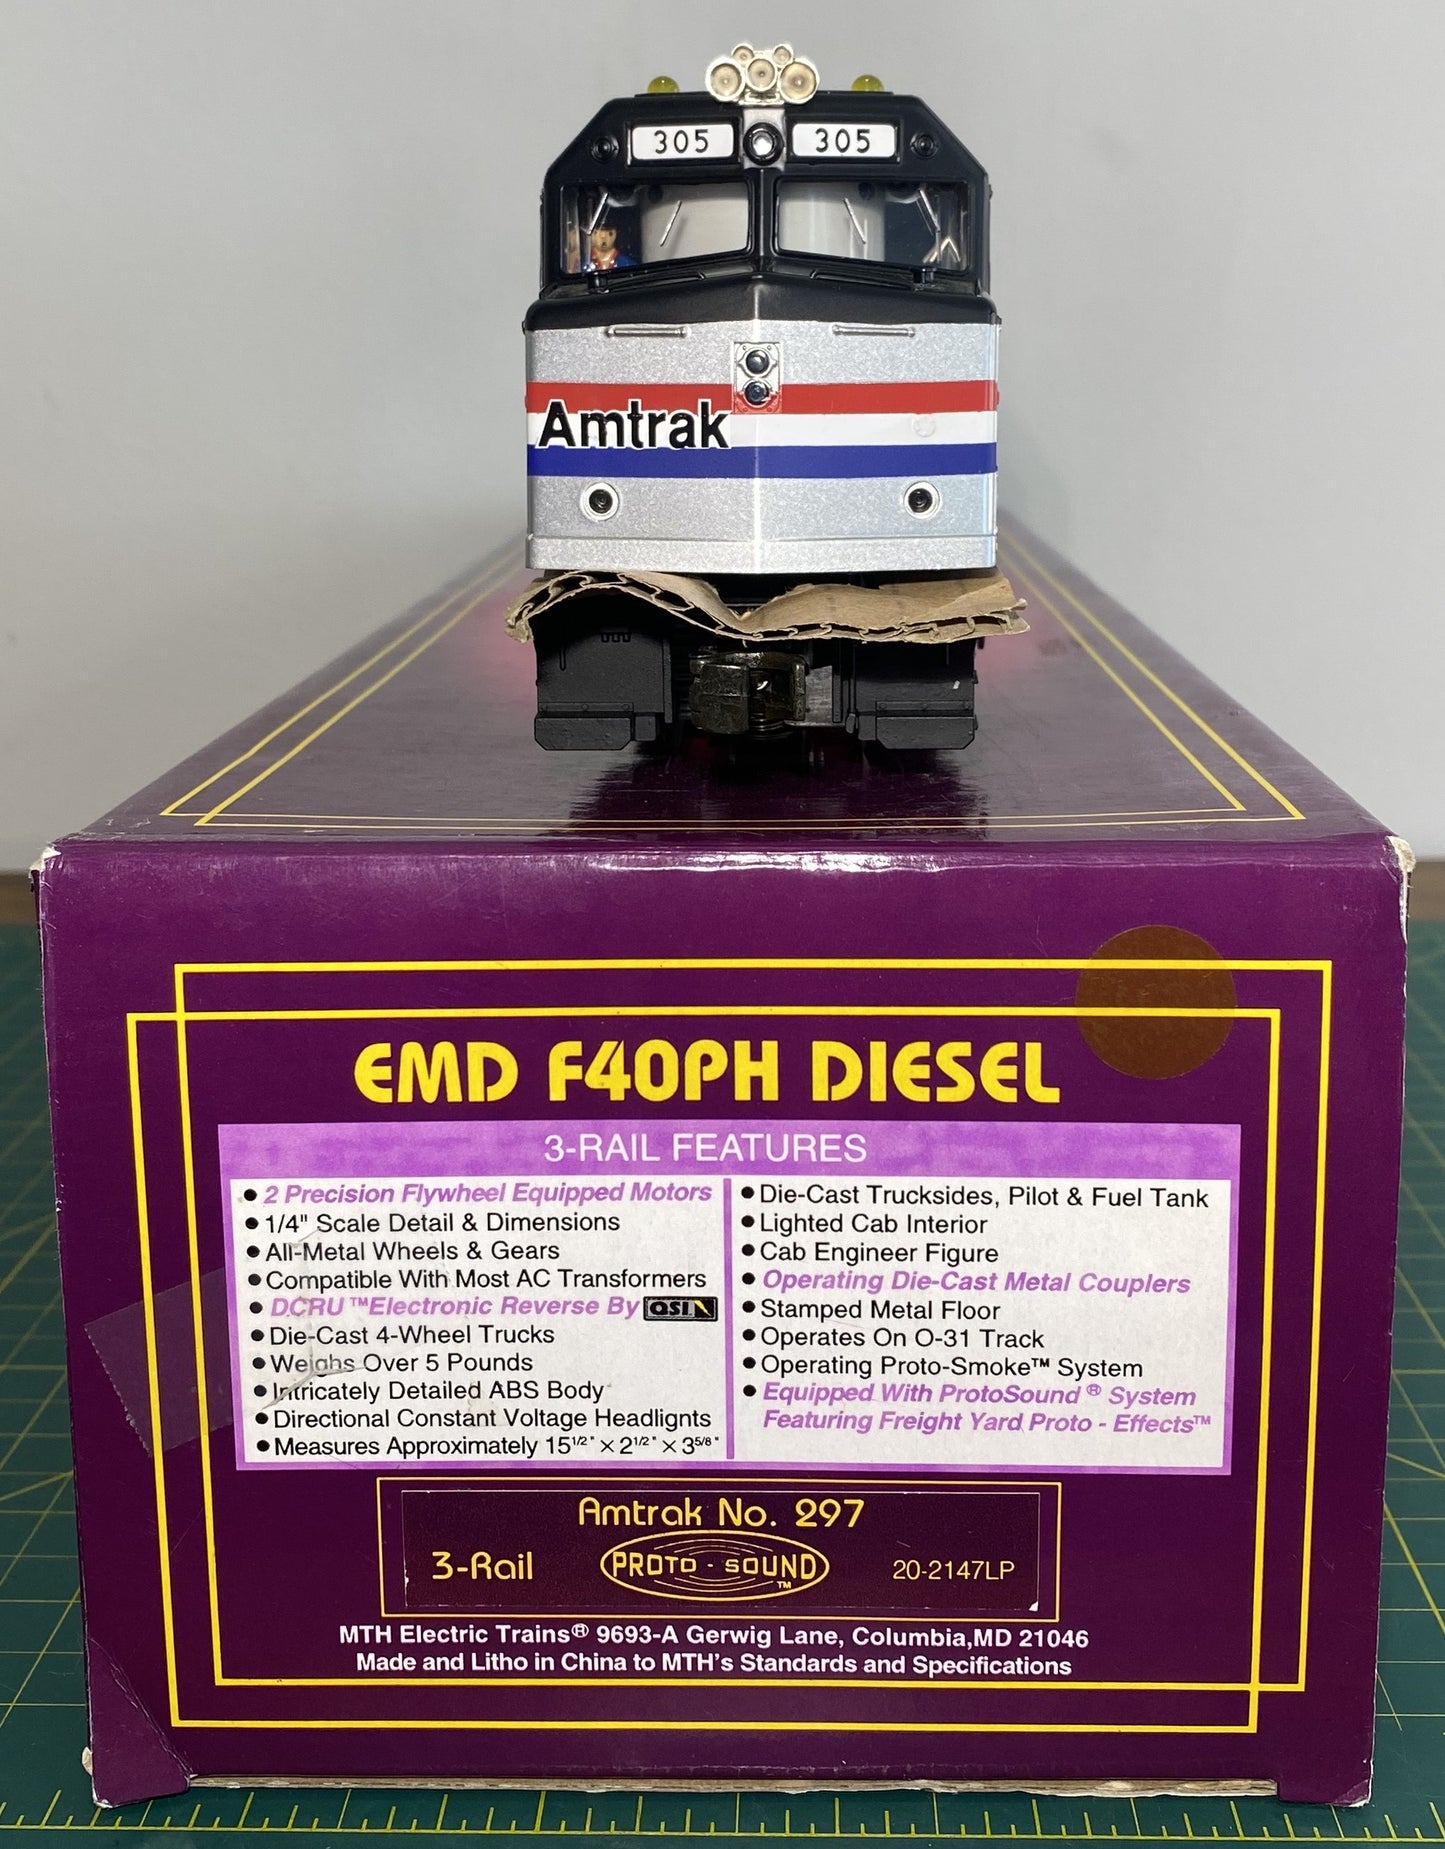 305 305
Amtrak
EMD F40PH DIESEL
3-RAIL FEATURES
● 2 Precision Flywheel Equipped Motors
● 1/4" Scale Detail & Dimensions
● All-Metal Wheels & Gears
● Compatible With Most AC Transformers
● DCRU™Electronic Reverse By QSI
● Die-Cast 4-Wheel Trucks
● Weighs Over 5 Pounds
● Intricately Detailed ABS Body
● Directional Constant Voltage Headlights
● Measures Approximately 15 1/2" × 2 1/2" × 3 5/8"
● Die-Cast Trucksides, Pilot & Fuel Tank
● Lighted Cab Interior
● Cab Engineer Figure
● Operating Die-Cast Metal Couplers
● Stamped Metal Floor
● Operates On O-31 Track
● Operating Proto-Smoke™ System
● Equipped With ProtoSound® System
Featuring Freight Yard Proto - Effects™
Amtrak No. 297
3-Rail PROTO - SOUND™ 20-2147LP
MTH Electric Trains® 9693-A Gerwig Lane, Columbia,MD 21046
Made and Litho in China to MTH's Standards and Specifications